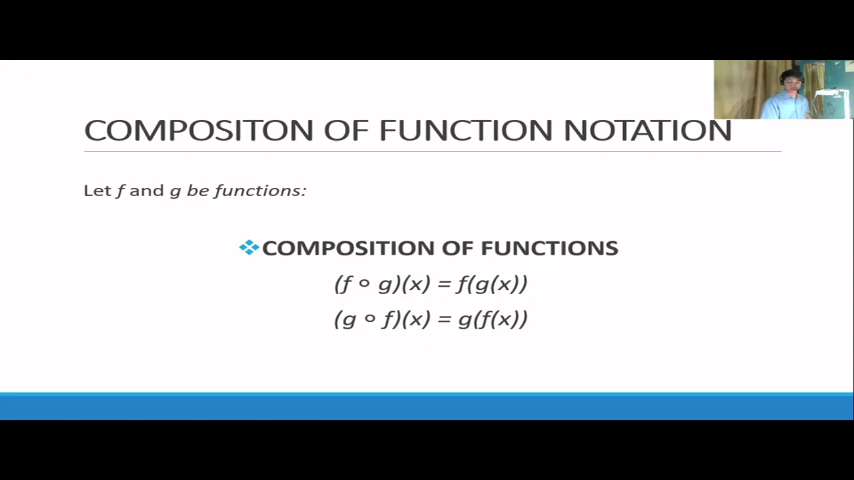 COMPOSITON OF FUNCTION NOTATION
Let f and g be functions:
❖COMPOSITION OF FUNCTIONS
(f ∘ g)(x) = f(g(x))
(g ∘ f)(x) = g(f(x))